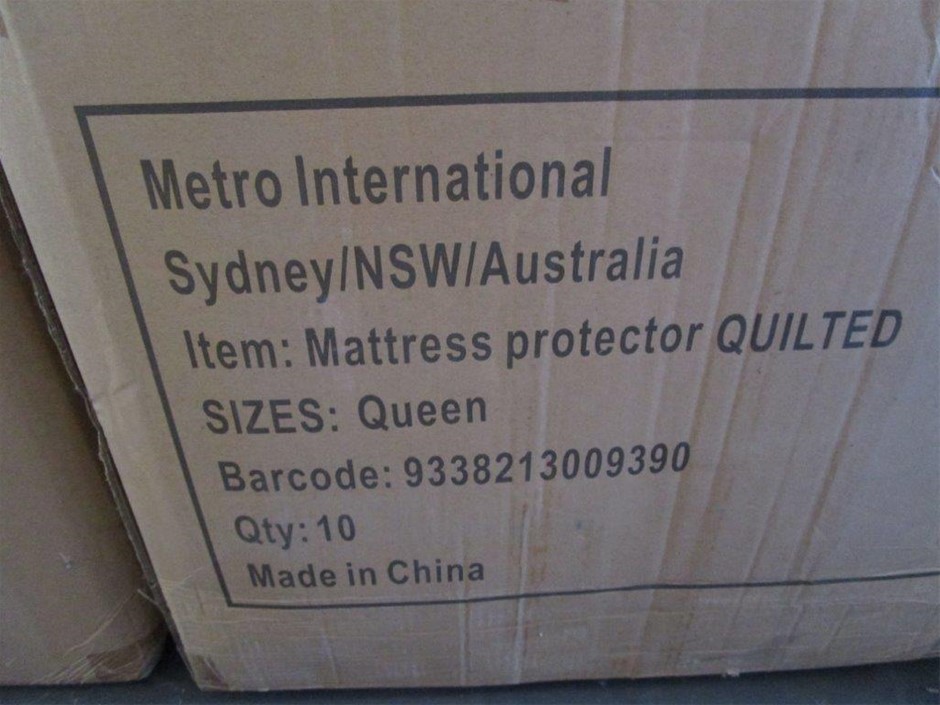 Metro International
Sydney/NSW/Australia
Item: Mattress protector QUILTED
SIZES: Queen
Barcode: 9338213009390
Qty: 10
Made in China